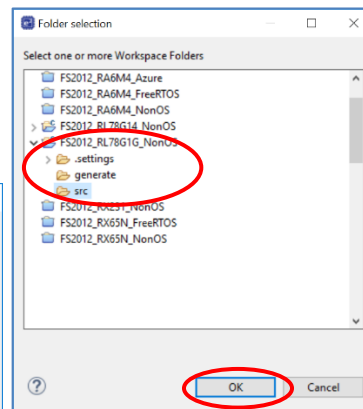 Folder selection
Select one or more Workspace Folders
FS2012_RA6M4_Azure
FS2012_RA6M4_FreeRTOS
FS2012_RA6M4_NonOS
FS2012_RL78G14_NonOS
FS2012_RL78G1G_NonOS
.settings
generate
src
FS2012_RX231_NonOS
FS2012_RX65N_FreeRTOS
FS2012_RX65N_NonOS
OK
Cancel